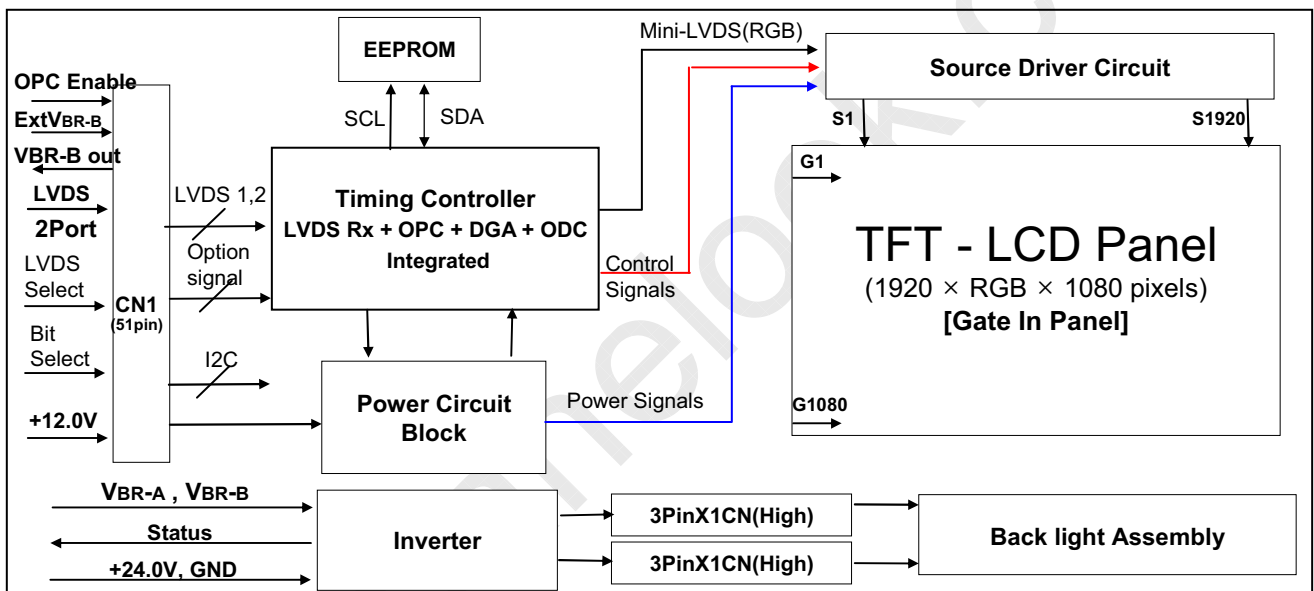 EEPROM
Mini-LVDS(RGB)
Source Driver Circuit
OPC Enable
ExtVBR-B
VBR-B out
LVDS
2Port
LVDS
Select
Bit
Select
+12.0V
CN1
(51pin)
SCL
SDA
S1
S1920
LVDS 1,2
Option
signal
I2C
Timing Controller
LVDS Rx + OPC + DGA + ODC
Integrated
Control
Signals
G1
TFT - LCD Panel
(1920 × RGB × 1080 pixels)
[Gate In Panel]
G1080
Power Circuit
Block
Power Signals
VBR-A , VBR-B
Status
+24.0V, GND
Inverter
3PinX1CN(High)
3PinX1CN(High)
Back light Assembly